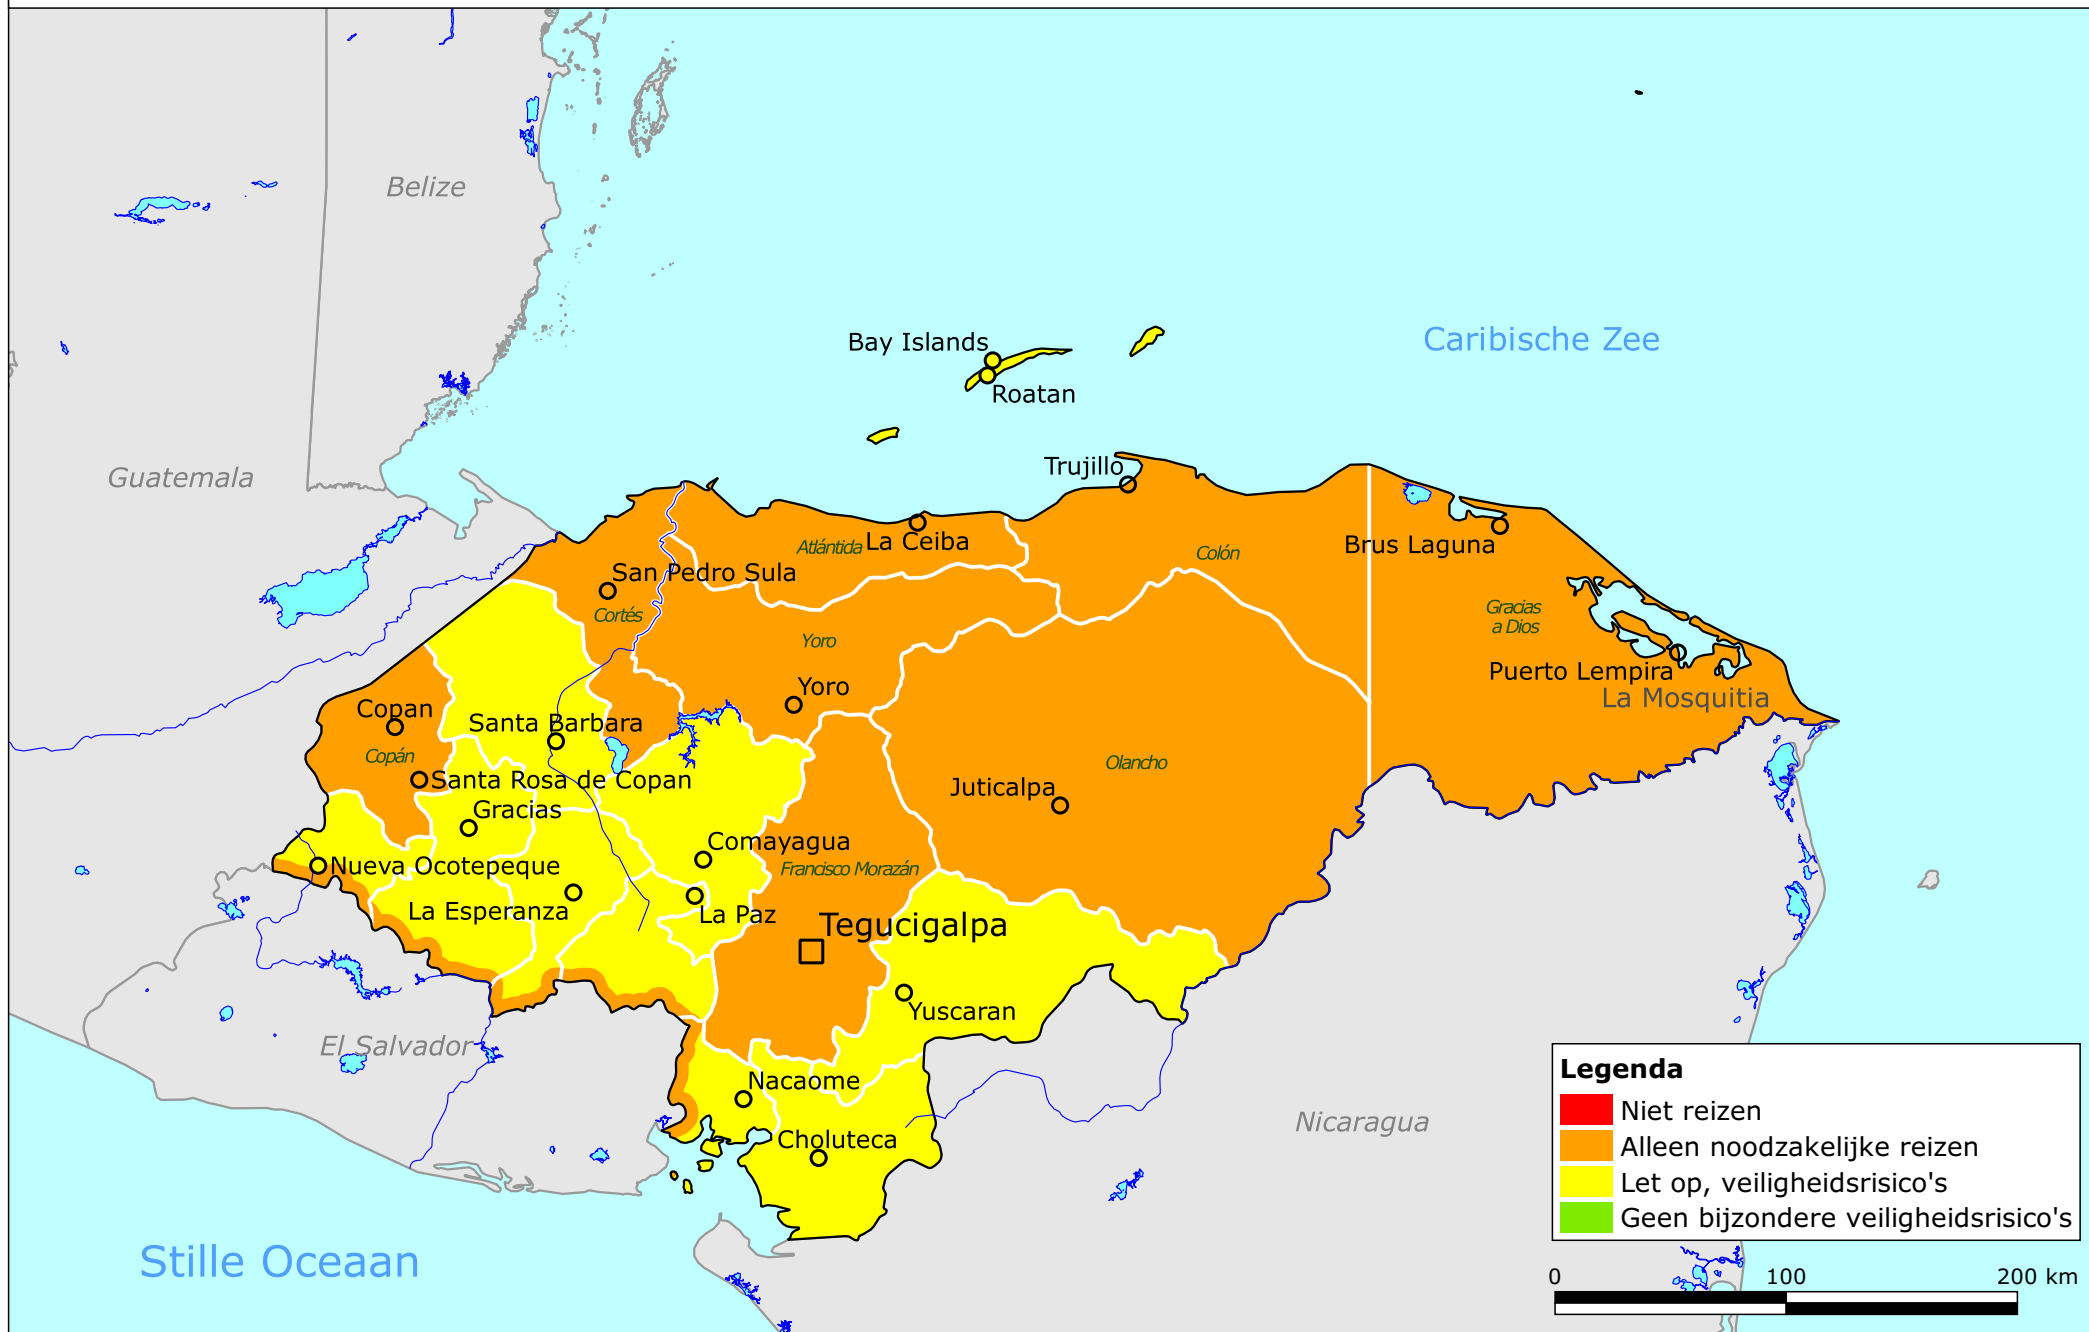 Belize
Bay Islands
Caribische Zee
Roatan
Trujillo
Guatemala
La Ceiba
Atlántida
Colón
Brus Laguna
San Pedro Sula
Cortés
Yoro
Gracias
a Dios
Puerto Lempira
La Mosquitia
Yoro
Copan
Santa Barbara
Copán
Olancho
Santa Rosa de Copan
Juticalpa
Gracias
Comayagua
Nueva Ocotepeque
Francisco Morazán
La Esperanza
La Paz
Tegucigalpa
Yuscaran
El Salvador
Nacaome
Choluteca
Nicaragua
Stille Oceaan
Legenda
Niet reizen
Alleen noodzakelijke reizen
Let op, veiligheidsrisico's
Geen bijzondere veiligheidsrisico's
0 100 200 km